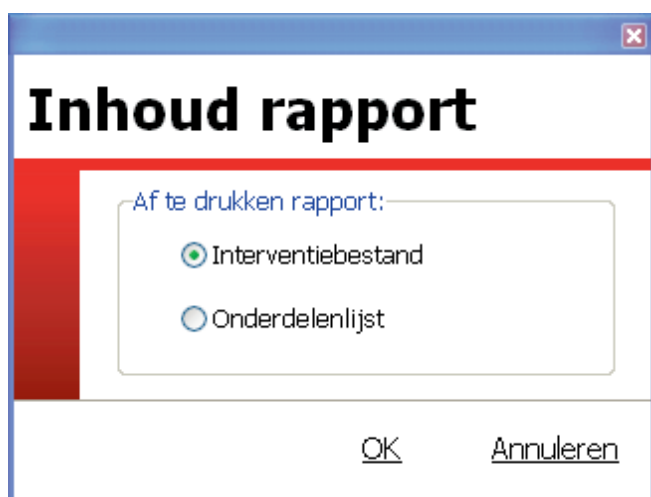 Inhoud rapport
Af te drukken rapport:
Interventiebestand
Onderdelenlijst
OK Annuleren